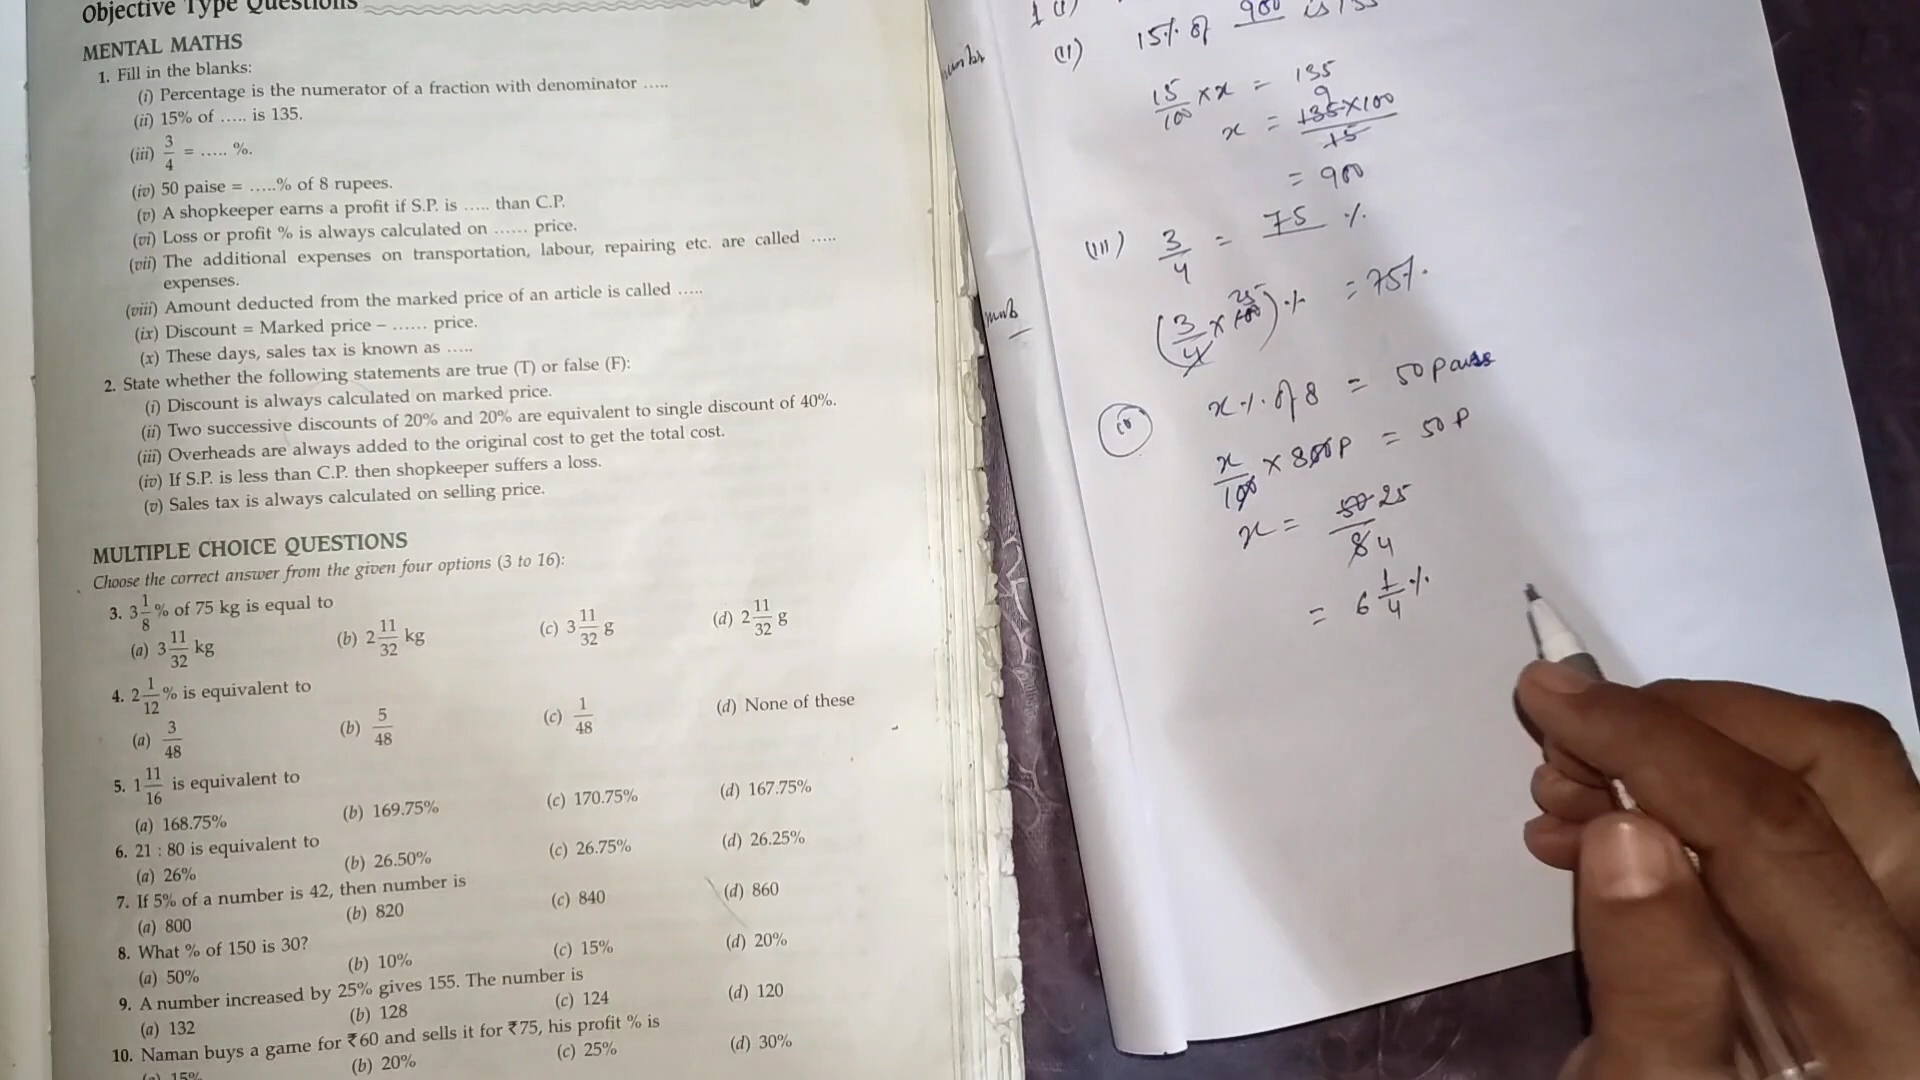 Objective Type Questions
MENTAL MATHS
1. Fill in the blanks:
(i) Percentage is the numerator of a fraction with denominator .....
(ii) 15% of ..... is 135.
(iii) 3/4 = ..... %.
(iv) 50 paise = .....% of 8 rupees.
(v) A shopkeeper earns a profit if S.P. is ..... than C.P.
(vi) Loss or profit % is always calculated on ...... price.
(vii) The additional expenses on transportation, labour, repairing etc. are called .....
expenses.
(viii) Amount deducted from the marked price of an article is called .....
(ix) Discount = Marked price – ...... price.
(x) These days, sales tax is known as .....
2. State whether the following statements are true (T) or false (F):
(i) Discount is always calculated on marked price.
(ii) Two successive discounts of 20% and 20% are equivalent to single discount of 40%.
(iii) Overheads are always added to the original cost to get the total cost.
(iv) If S.P. is less than C.P. then shopkeeper suffers a loss.
(v) Sales tax is always calculated on selling price.
MULTIPLE CHOICE QUESTIONS
Choose the correct answer from the given four options (3 to 16):
3. 3 1/8% of 75 kg is equal to
(a) 3 11/32 kg (b) 2 11/32 kg (c) 3 11/32 g (d) 2 11/32 g
4. 2 1/12% is equivalent to
(a) 3/48 (b) 5/48 (c) 1/48 (d) None of these
5. 1 11/16 is equivalent to
(a) 168.75% (b) 169.75% (c) 170.75% (d) 167.75%
6. 21 : 80 is equivalent to
(a) 26% (b) 26.50% (c) 26.75% (d) 26.25%
7. If 5% of a number is 42, then number is
(a) 800 (b) 820 (c) 840 (d) 860
8. What % of 150 is 30?
(a) 50% (b) 10% (c) 15% (d) 20%
9. A number increased by 25% gives 155. The number is
(a) 132 (b) 128 (c) 124 (d) 120
10. Naman buys a game for ₹60 and sells it for ₹75, his profit % is
(a) 15% (b) 20% (c) 25% (d) 30%
1 (i)
(ii) 15% of 900 is 135
15/100 × x = 135
x = 135×100/15 9
= 900
(iii) 3/4 = 75 %
(3/4 × 100 25)% = 75%
(iv) x% of 8 = 50 paise
x/100 × 800P = 50 P
x = 50 25/8 4
= 6 1/4 %